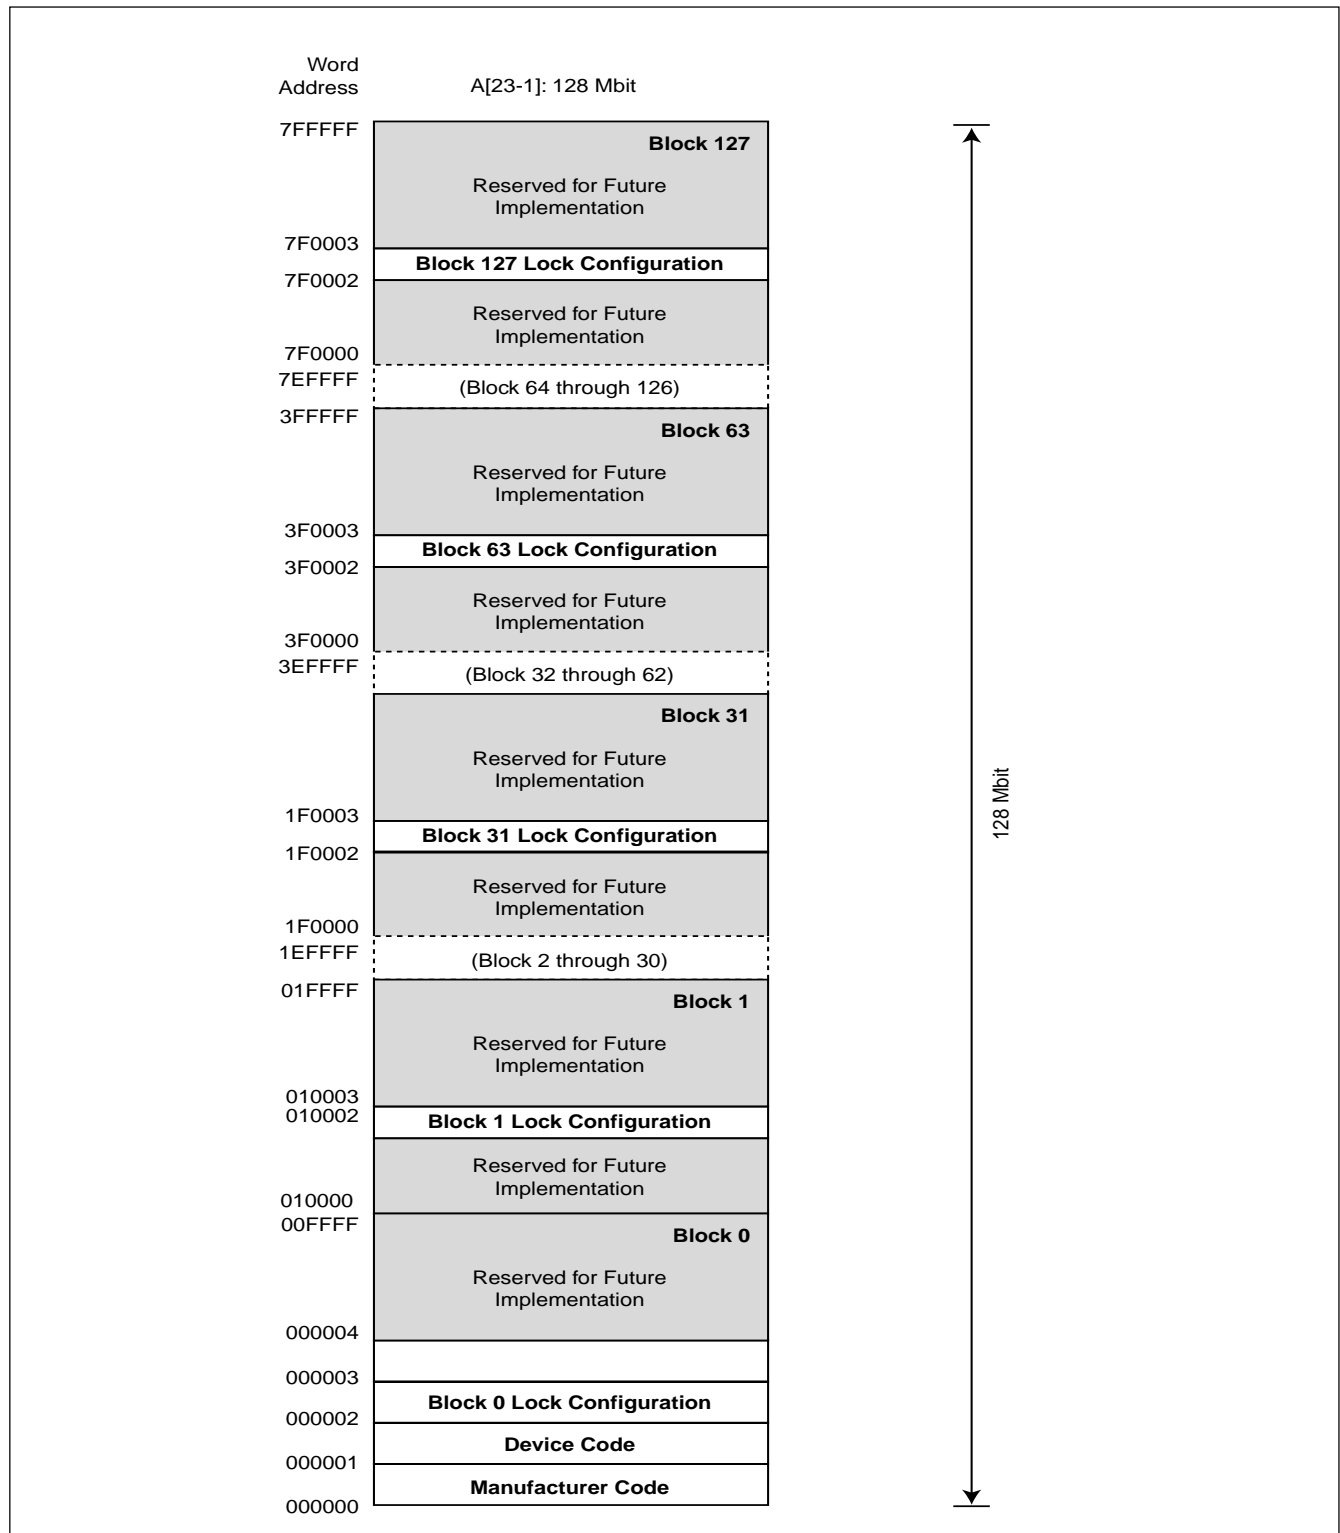 Word
Address
A[23-1]: 128 Mbit
7FFFFF
Block 127
Reserved for Future
Implementation
7F0003
Block 127 Lock Configuration
7F0002
Reserved for Future
Implementation
7F0000
7EFFFF
(Block 64 through 126)
3FFFFF
Block 63
Reserved for Future
Implementation
3F0003
Block 63 Lock Configuration
3F0002
Reserved for Future
Implementation
3F0000
3EFFFF
(Block 32 through 62)
Block 31
Reserved for Future
Implementation
1F0003
Block 31 Lock Configuration
1F0002
Reserved for Future
Implementation
1F0000
1EFFFF
(Block 2 through 30)
01FFFF
Block 1
Reserved for Future
Implementation
010003
010002
Block 1 Lock Configuration
Reserved for Future
Implementation
010000
00FFFF
Block 0
Reserved for Future
Implementation
000004
000003
Block 0 Lock Configuration
000002
Device Code
000001
Manufacturer Code
000000
128 Mbit